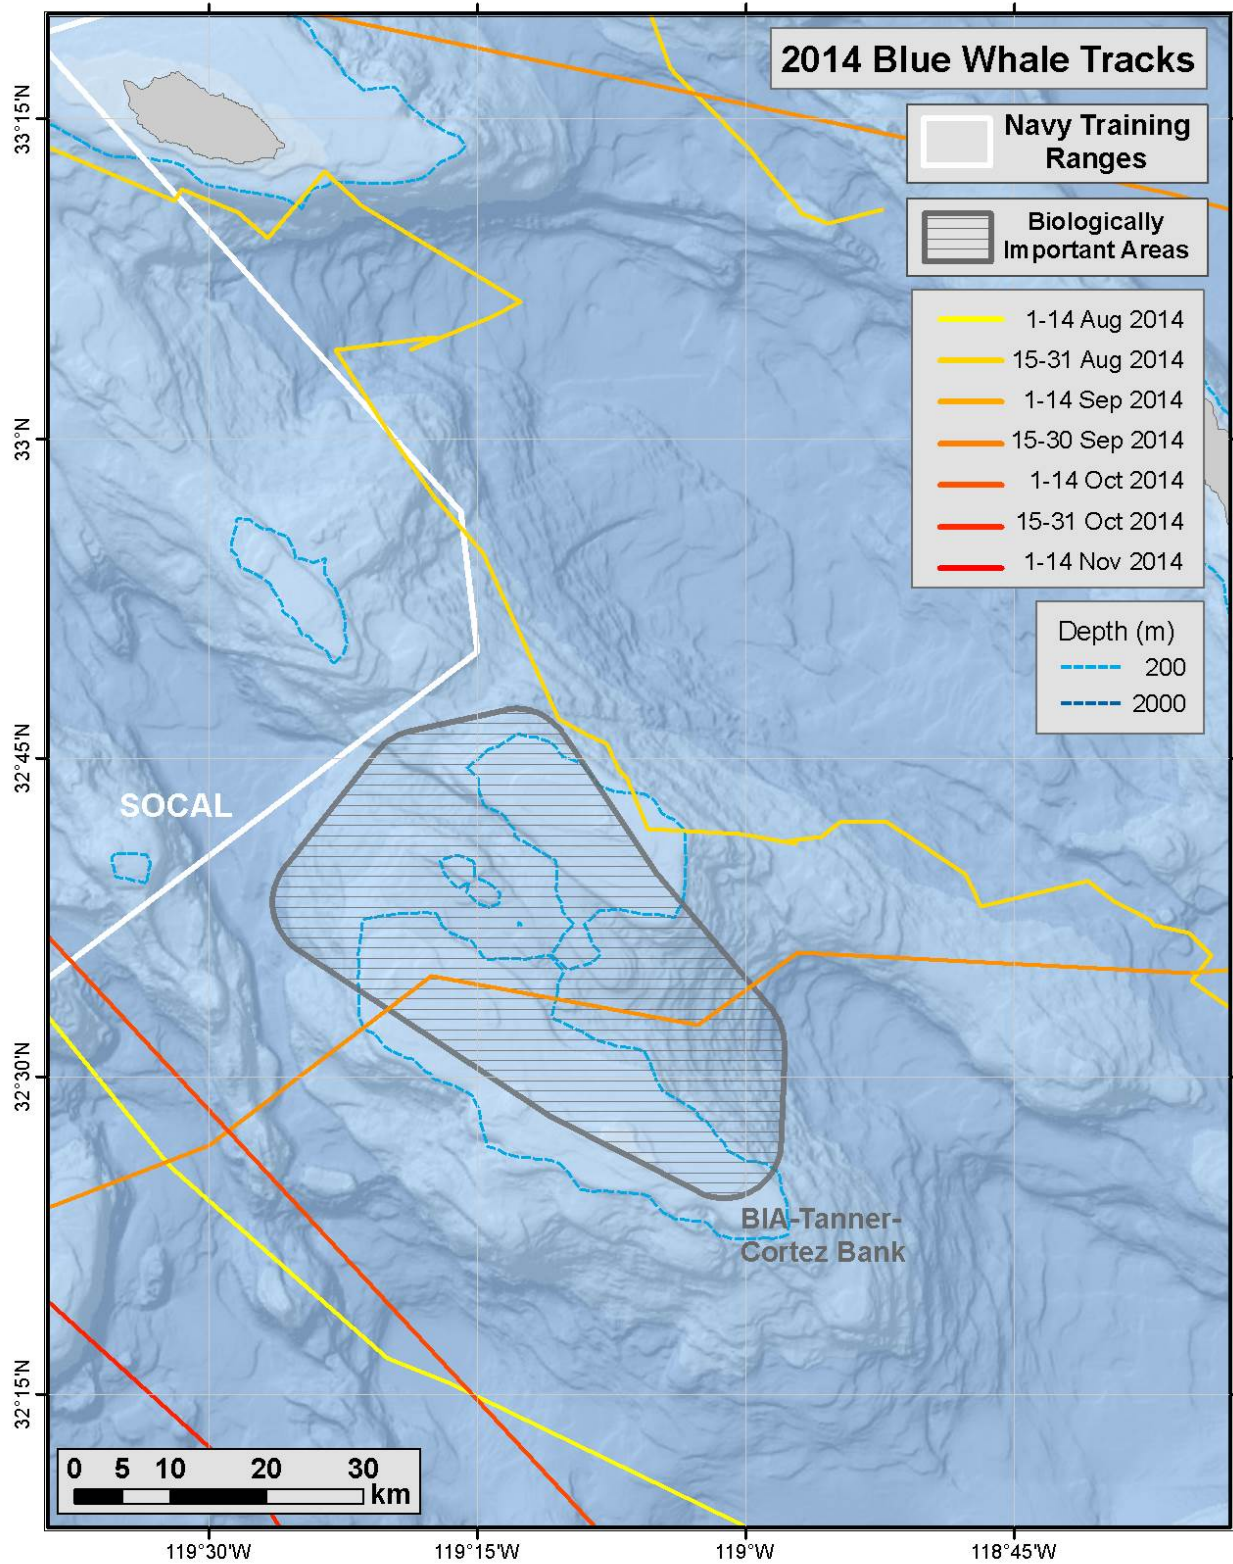 2014 Blue Whale Tracks
Navy Training
Ranges
Biologically
Important Areas
1-14 Aug 2014
15-31 Aug 2014
1-14 Sep 2014
15-30 Sep 2014
1-14 Oct 2014
15-31 Oct 2014
1-14 Nov 2014
Depth (m)
200
2000
33°15'N
33°N
32°45'N
32°30'N
32°15'N
SOCAL
BIA-Tanner-
Cortez Bank
0 5 10 20 30
km
119°30'W 119°15'W 119°W 118°45'W